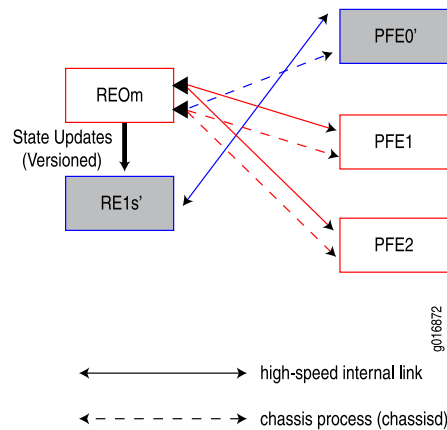 PFE0'
REOm
State Updates
(Versioned)
PFE1
RE1s'
PFE2
g016872
high-speed internal link
chassis process (chassisd)